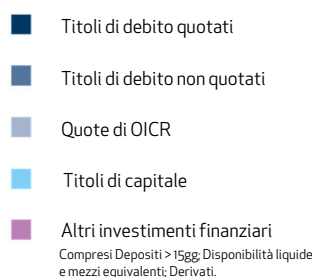 Titoli di debito quotati
Titoli di debito non quotati
Quote di OICR
Titoli di capitale
Altri investimenti finanziari
Compresi Depositi >15gg; Disponibilità liquide
e mezzi equivalenti; Derivati.